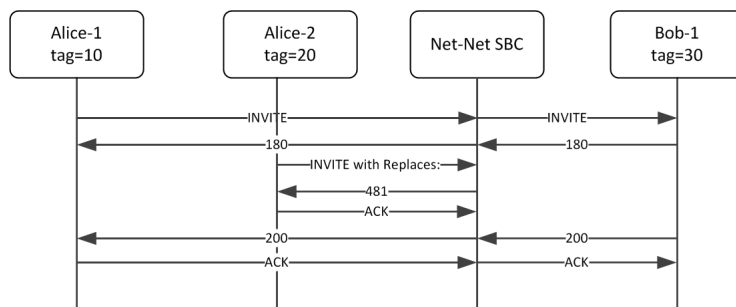 Alice-1
tag=10
Alice-2
tag=20
Net-Net SBC
Bob-1
tag=30
INVITE
INVITE
180
180
INVITE with Replaces:
481
ACK
200
200
ACK
ACK